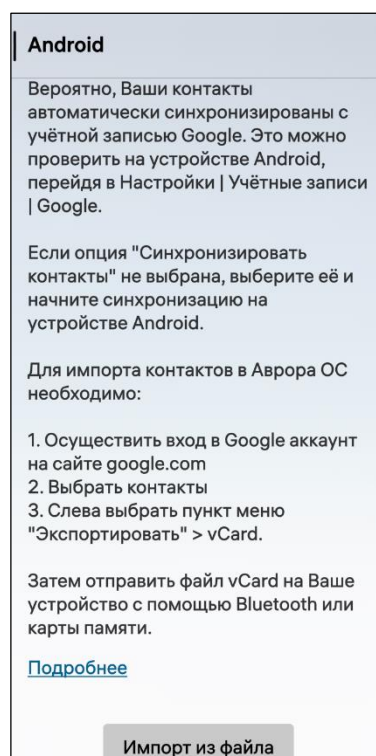 Android
Вероятно, Ваши контакты
автоматически синхронизированы с
учётной записью Google. Это можно
проверить на устройстве Android,
перейдя в Настройки | Учётные записи
| Google.
Если опция "Синхронизировать
контакты" не выбрана, выберите её и
начните синхронизацию на
устройстве Android.
Для импорта контактов в Аврора ОС
необходимо:
1. Осуществить вход в Google аккаунт
на сайте google.com
2. Выбрать контакты
3. Слева выбрать пункт меню
"Экспортировать" > vCard.
Затем отправить файл vCard на Ваше
устройство с помощью Bluetooth или
карты памяти.
Подробнее
Импорт из файла